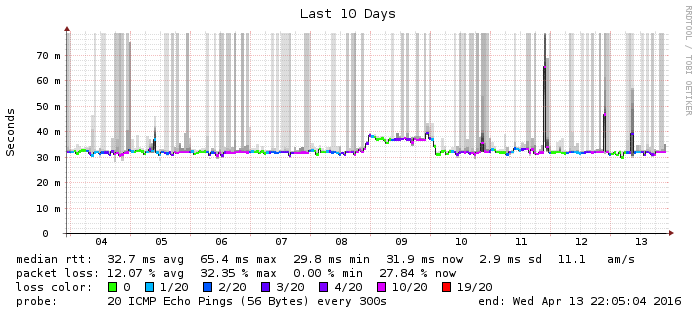 Last 10 Days
RRDTOOL / TOBI OETIKER
Seconds
70 m
60 m
50 m
40 m
30 m
20 m
10 m
0
04 05 06 07 08 09 10 11 12 13
median rtt: 32.7 ms avg 65.4 ms max 29.8 ms min 31.9 ms now 2.9 ms sd 11.1 am/s
packet loss: 12.07 % avg 32.35 % max 0.00 % min 27.84 % now
loss color: 0 1/20 2/20 3/20 4/20 10/20 19/20
probe: 20 ICMP Echo Pings (56 Bytes) every 300s end: Wed Apr 13 22:05:04 2016